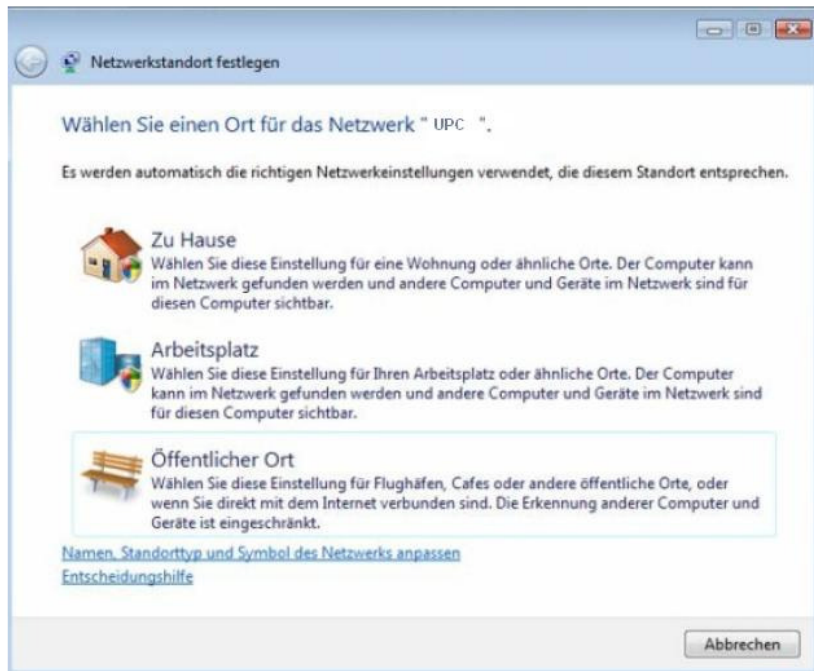 Netzwerkstandort festlegen
Wählen Sie einen Ort für das Netzwerk " UPC ".
Es werden automatisch die richtigen Netzwerkeinstellungen verwendet, die diesem Standort entsprechen.
Zu Hause
Wählen Sie diese Einstellung für eine Wohnung oder ähnliche Orte. Der Computer kann
im Netzwerk gefunden werden und andere Computer und Geräte im Netzwerk sind für
diesen Computer sichtbar.
Arbeitsplatz
Wählen Sie diese Einstellung für Ihren Arbeitsplatz oder ähnliche Orte. Der Computer
kann im Netzwerk gefunden werden und andere Computer und Geräte im Netzwerk sind
für diesen Computer sichtbar.
Öffentlicher Ort
Wählen Sie diese Einstellung für Flughäfen, Cafes oder andere öffentliche Orte, oder
wenn Sie direkt mit dem Internet verbunden sind. Die Erkennung anderer Computer und
Geräte ist eingeschränkt.
Namen, Standorttyp und Symbol des Netzwerks anpassen
Entscheidungshilfe
Abbrechen